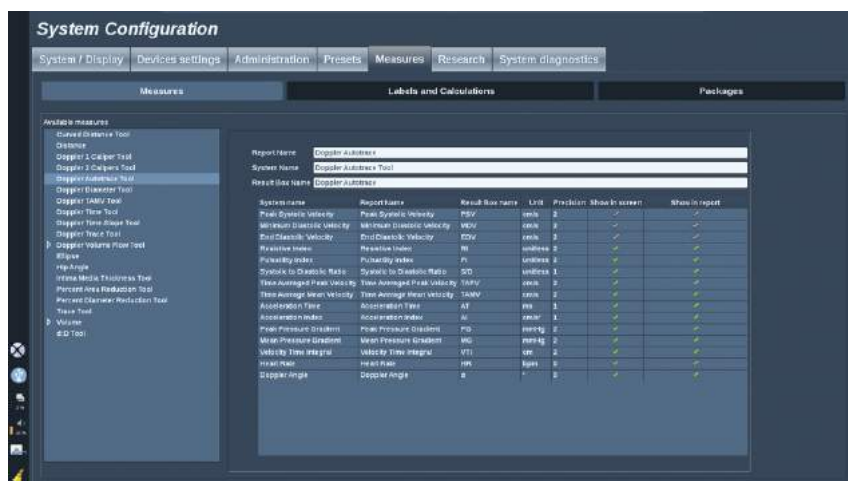 System Configuration
System / Display Devices settings Administration Presets Measures Research System diagnostics
Measures Labels and Calculations Packages
Available measures
Curved Distance Tool
Distance
Doppler 1 Caliper Tool
Doppler 2 Calipers Tool
Doppler Autotrace Tool
Doppler Diameter Tool
Doppler TAMV Tool
Doppler Time Tool
Doppler Time Slope Tool
Doppler Trace Tool
Doppler Volume Flow Tool
Ellipse
Hip Angle
Intima Media Thickness Tool
Percent Area Reduction Tool
Percent Diameter Reduction Tool
Trace Tool
Volume
d:D Tool
Report Name Doppler Autotrace
System Name Doppler Autotrace Tool
Result Box Name Doppler Autotrace
System name Report Name Result Box name Unit Precision Show in screen Show in report
Peak Systolic Velocity Peak Systolic Velocity PSV cm/s 2
Minimum Diastolic Velocity Minimum Diastolic Velocity MDV cm/s 2
End Diastolic Velocity End Diastolic Velocity EDV cm/s 2
Resistive Index Resistive Index RI unitless 2
Pulsatility Index Pulsatility Index PI unitless 2
Systolic to Diastolic Ratio Systolic to Diastolic Ratio S/D unitless 1
Time Averaged Peak Velocity Time Averaged Peak Velocity TAPV cm/s 2
Time Average Mean Velocity Time Average Mean Velocity TAMV cm/s 2
Acceleration Time Acceleration Time AT ms 1
Acceleration Index Acceleration Index AI cm/s² 1
Peak Pressure Gradient Peak Pressure Gradient PG mmHg 2
Mean Pressure Gradient Mean Pressure Gradient MG mmHg 2
Velocity Time Integral Velocity Time Integral VTI cm 2
Heart Rate Heart Rate HR bpm 0
Doppler Angle Doppler Angle ° 0